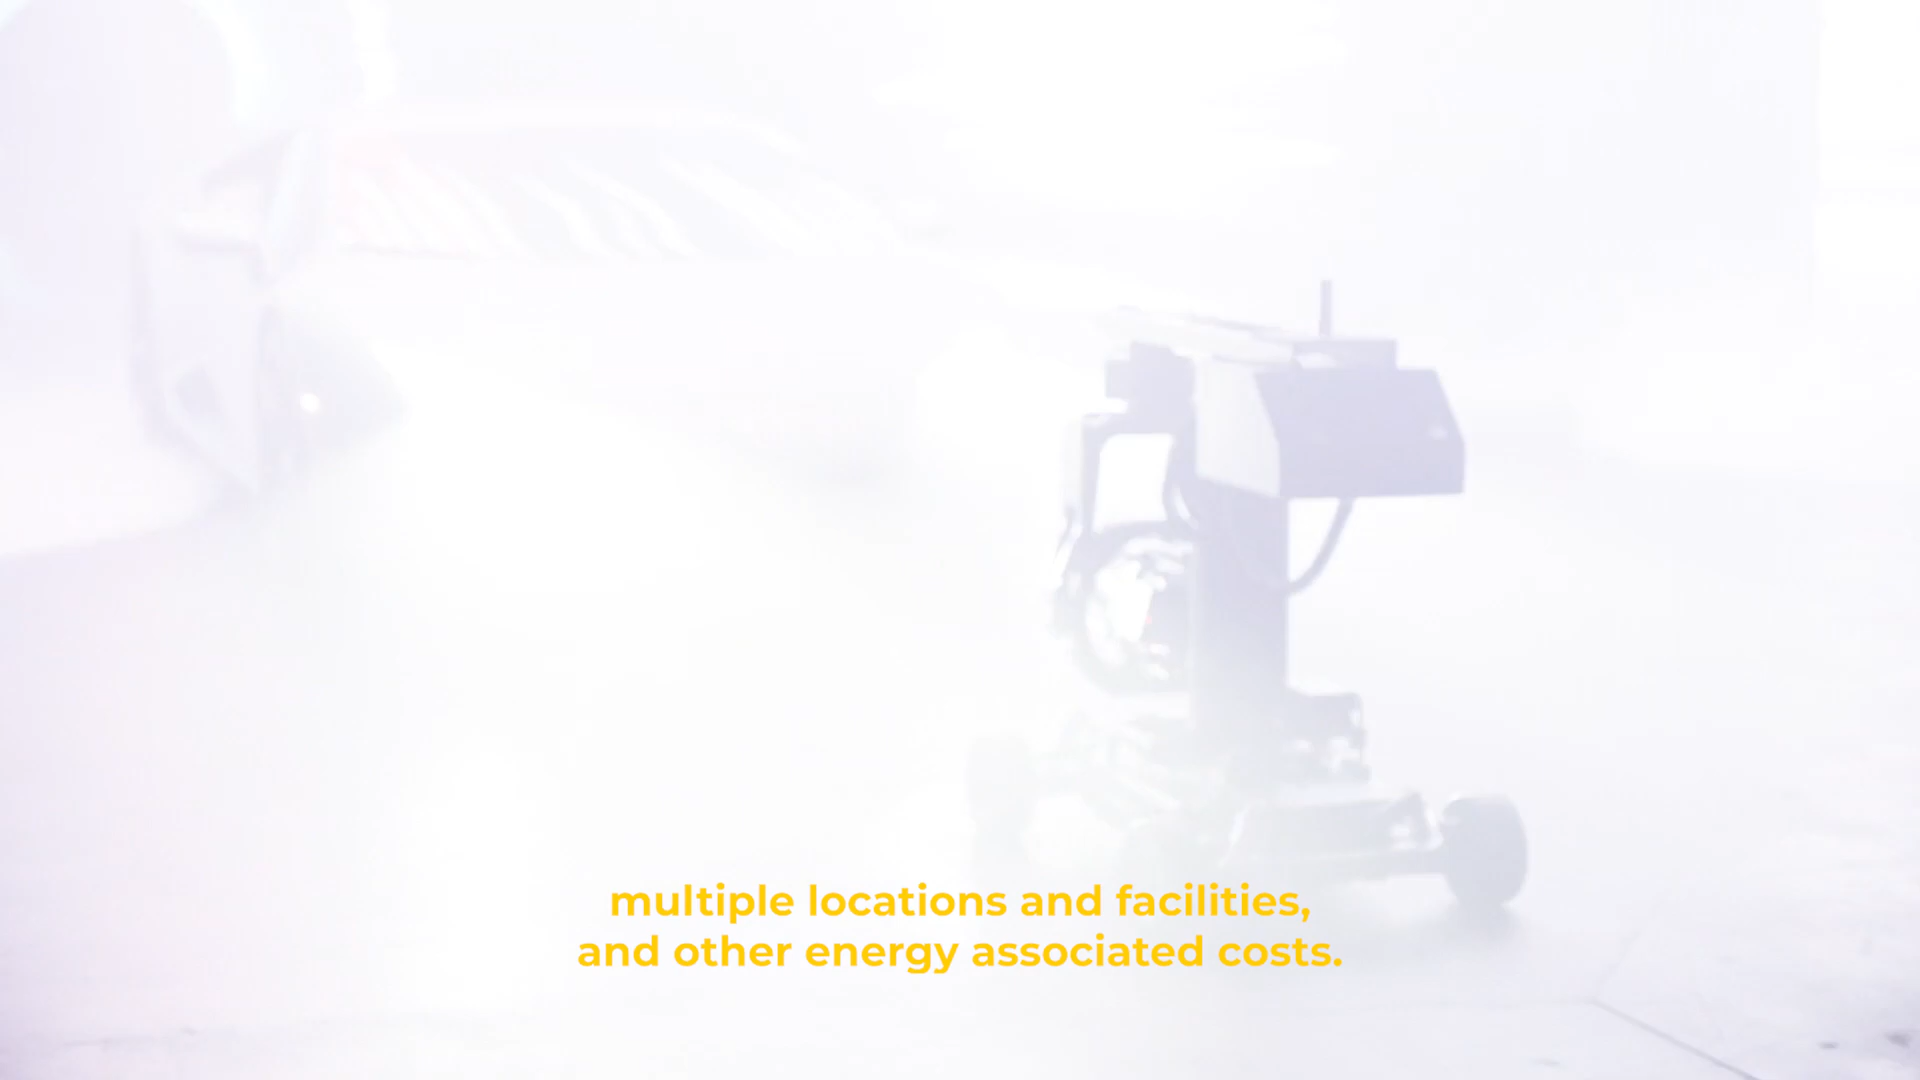 multiple locations and facilities,
and other energy associated costs.